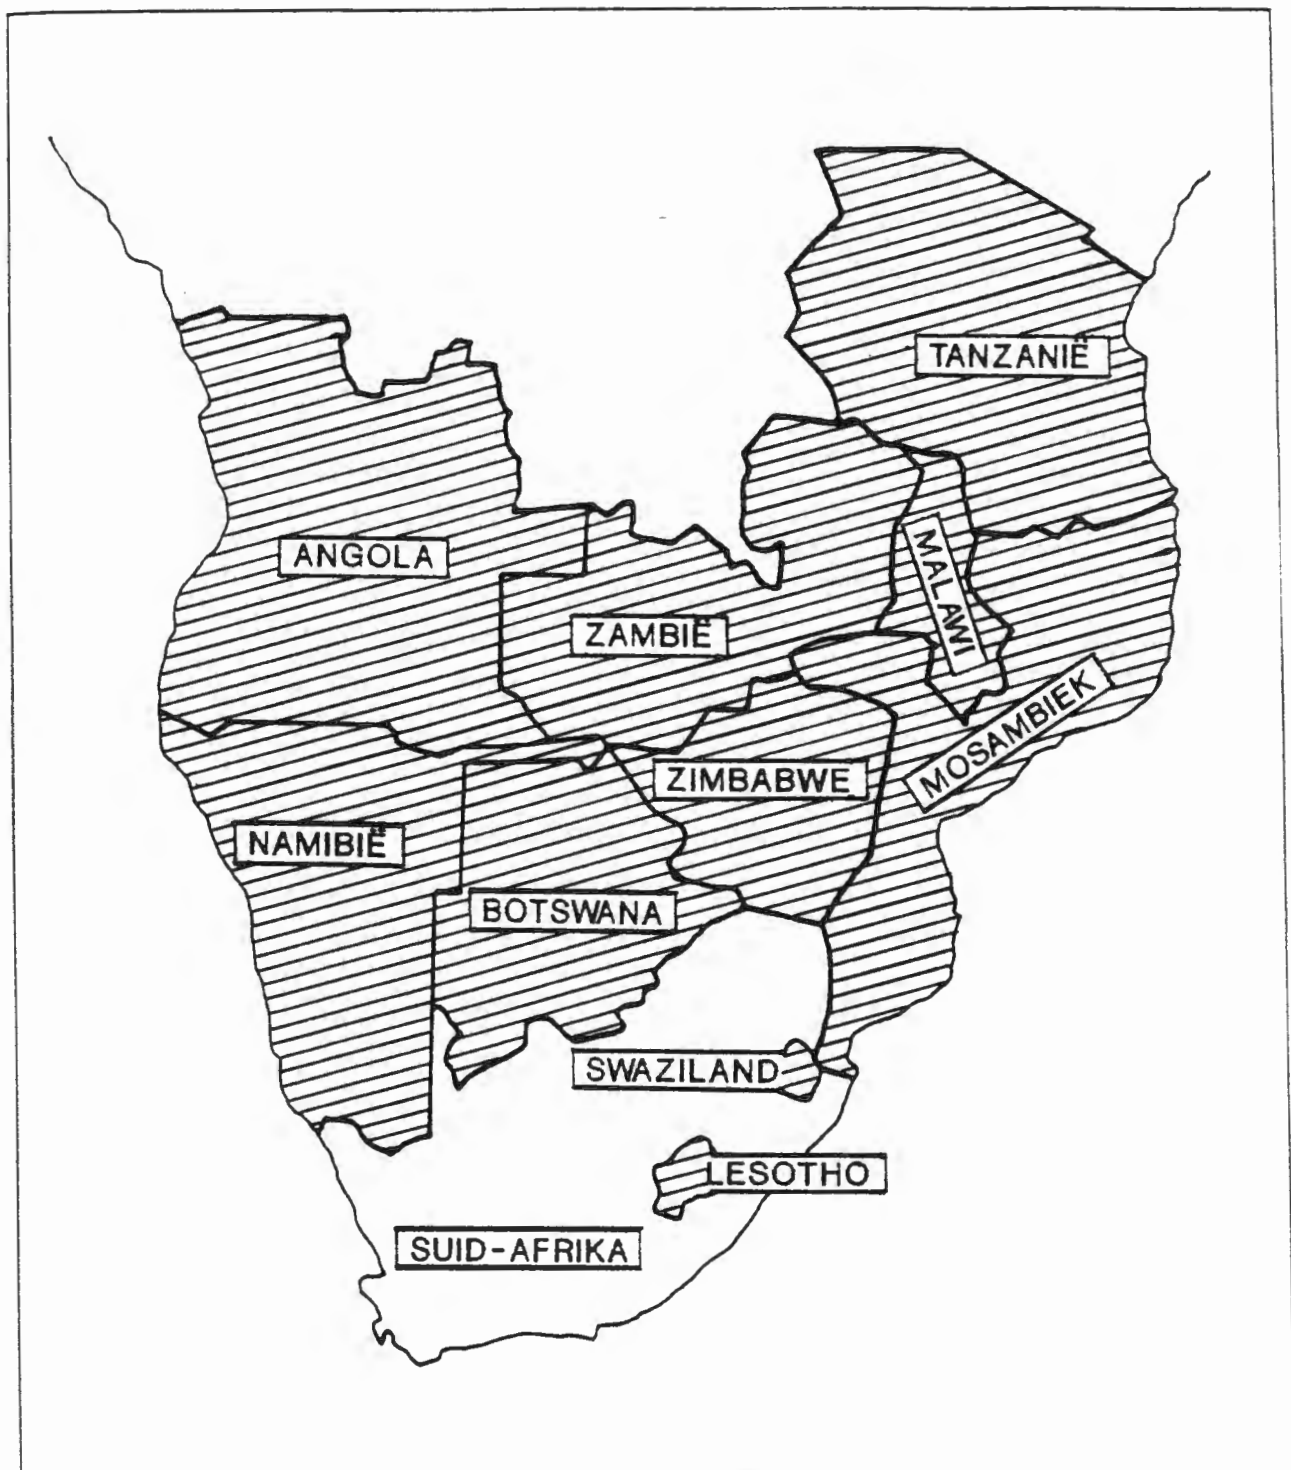 TANZANIË
ANGOLA
MALAWI
ZAMBIË
MOSAMBIEK
ZIMBABWE
NAMIBIË
BOTSWANA
SWAZILAND
LESOTHO
SUID-AFRIKA